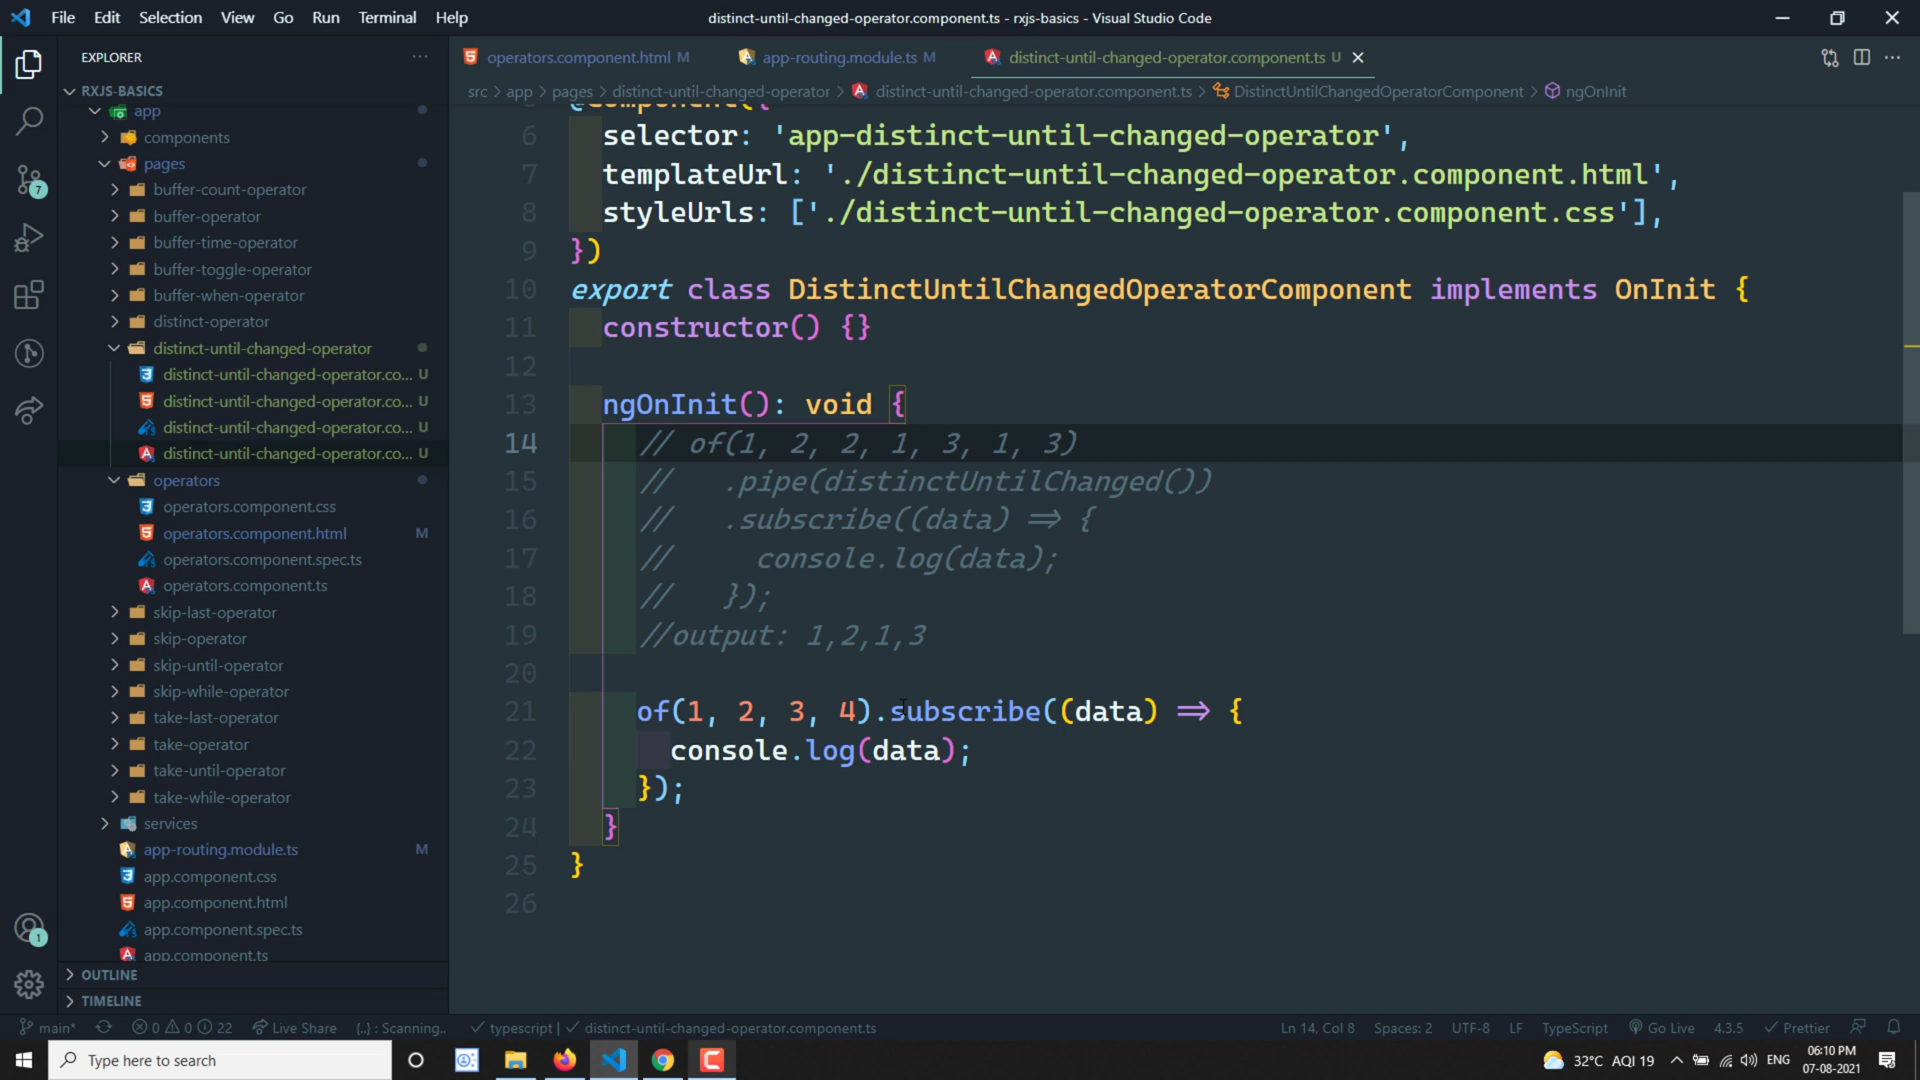 File Edit Selection View Go Run Terminal Help
distinct-until-changed-operator.component.ts - rxjs-basics - Visual Studio Code
EXPLORER
operators.component.html M
app-routing.module.ts M
distinct-until-changed-operator.component.ts U
RXJS-BASICS
src > app > pages > distinct-until-changed-operator > distinct-until-changed-operator.component.ts > DistinctUntilChangedOperatorComponent > ngOnInit
app
components
pages
buffer-count-operator
buffer-operator
buffer-time-operator
buffer-toggle-operator
buffer-when-operator
distinct-operator
distinct-until-changed-operator
distinct-until-changed-operator.co... U
distinct-until-changed-operator.co... U
distinct-until-changed-operator.co... U
distinct-until-changed-operator.co... U
operators
operators.component.css
operators.component.html M
operators.component.spec.ts
operators.component.ts
skip-last-operator
skip-operator
skip-until-operator
skip-while-operator
take-last-operator
take-operator
take-until-operator
take-while-operator
services
app-routing.module.ts M
app.component.css
app.component.html
app.component.spec.ts
app.component.ts
OUTLINE
TIMELINE
7
1
@Component({
6 selector: 'app-distinct-until-changed-operator',
7 templateUrl: './distinct-until-changed-operator.component.html',
8 styleUrls: ['./distinct-until-changed-operator.component.css'],
9 })
10 export class DistinctUntilChangedOperatorComponent implements OnInit {
11 constructor() {}
12
13 ngOnInit(): void {
14 // of(1, 2, 2, 1, 3, 1, 3)
15 // .pipe(distinctUntilChanged())
16 // .subscribe((data) => {
17 // console.log(data);
18 // });
19 //output: 1,2,1,3
20
21 of(1, 2, 3, 4).subscribe((data) => {
22 console.log(data);
23 });
24 }
25 }
26
main* 0 0 22 Live Share {..} : Scanning.. typescript | distinct-until-changed-operator.component.ts
Ln 14, Col 8 Spaces: 2 UTF-8 LF TypeScript Go Live 4.3.5 Prettier
Type here to search
32°C AQI 19 ENG
06:10 PM
07-08-2021